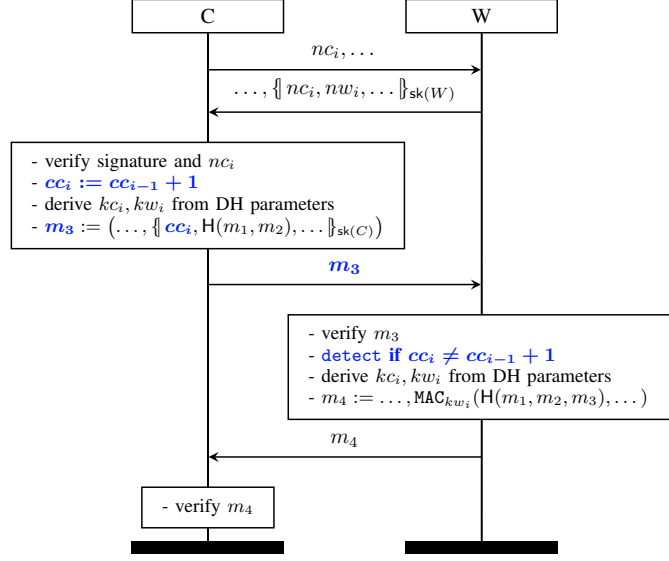 C W
nc_i, …
…, {| nc_i, nw_i, … |}_sk(W)
- verify signature and nc_i
- cc_i := cc_{i−1} + 1
- derive kc_i, kw_i from DH parameters
- m_3 := (…, {| cc_i, H(m_1, m_2), … |}_sk(C))
m_3
- verify m_3
- detect if cc_i ≠ cc_{i−1} + 1
- derive kc_i, kw_i from DH parameters
- m_4 := …, MAC_{kw_i}(H(m_1, m_2, m_3), …)
m_4
- verify m_4